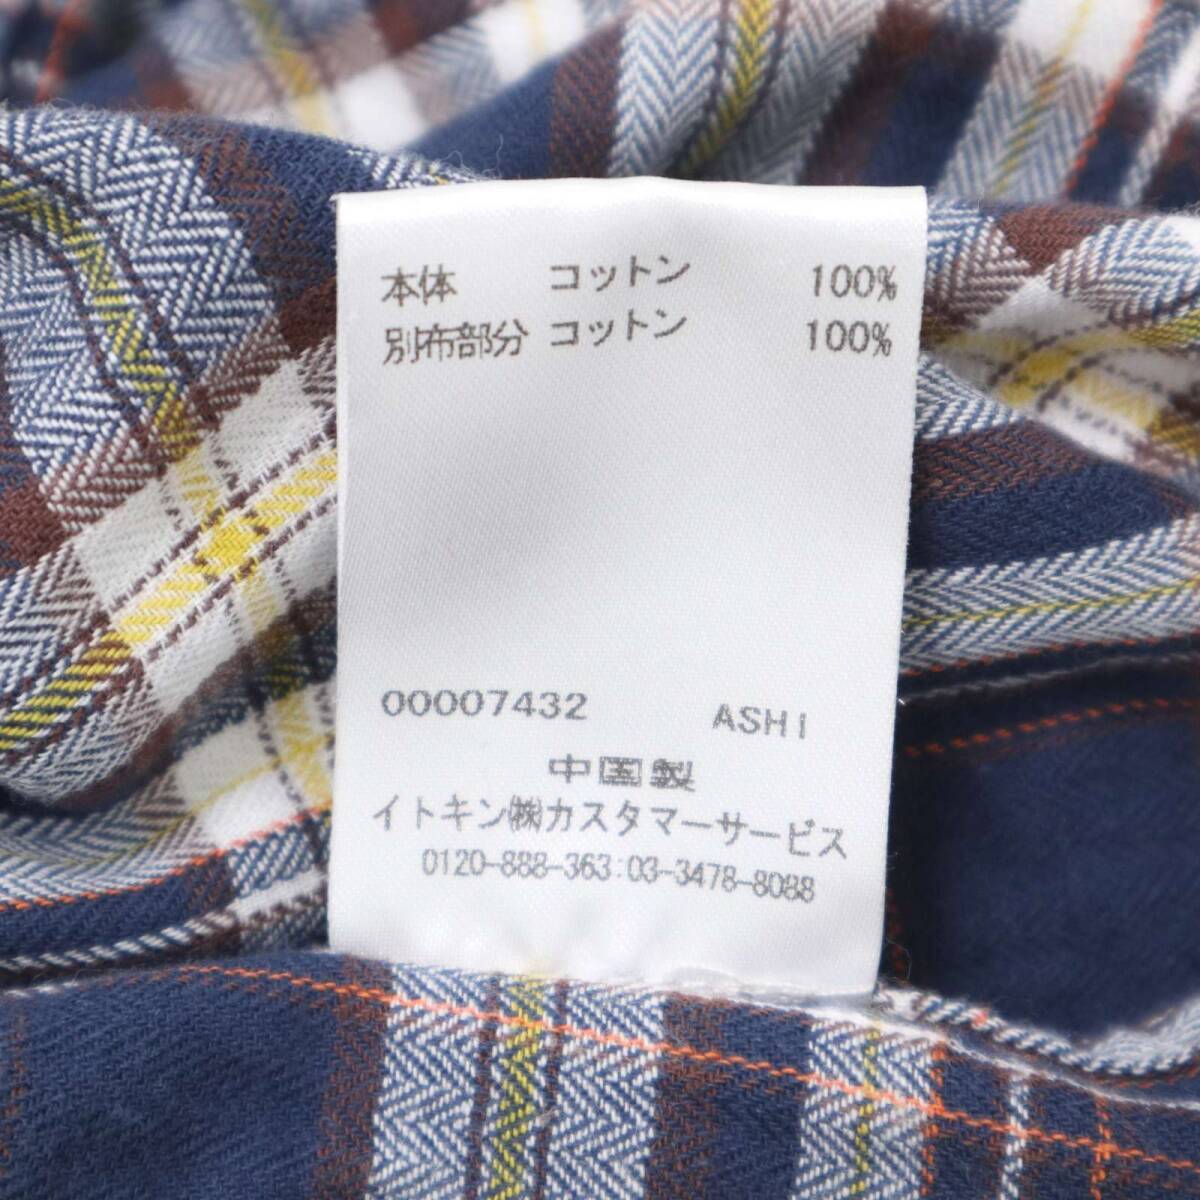 本体 コットン 100%
別布部分 コットン 100%
00007432 ASHI
中国製
イトキン㈱カスタマーサービス
0120-888-363:03-3478-8088